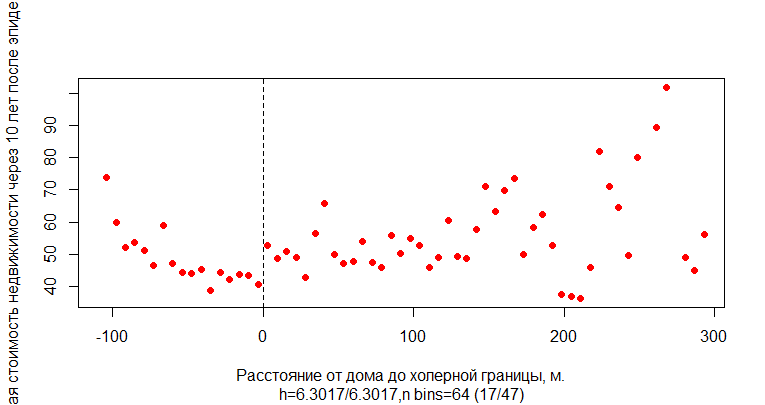 ая стоимость недвижимости через 10 лет после эпиде
90
80
70
60
50
40
-100 0 100 200 300
Расстояние от дома до холерной границы, м.
h=6.3017/6.3017,n bins=64 (17/47)